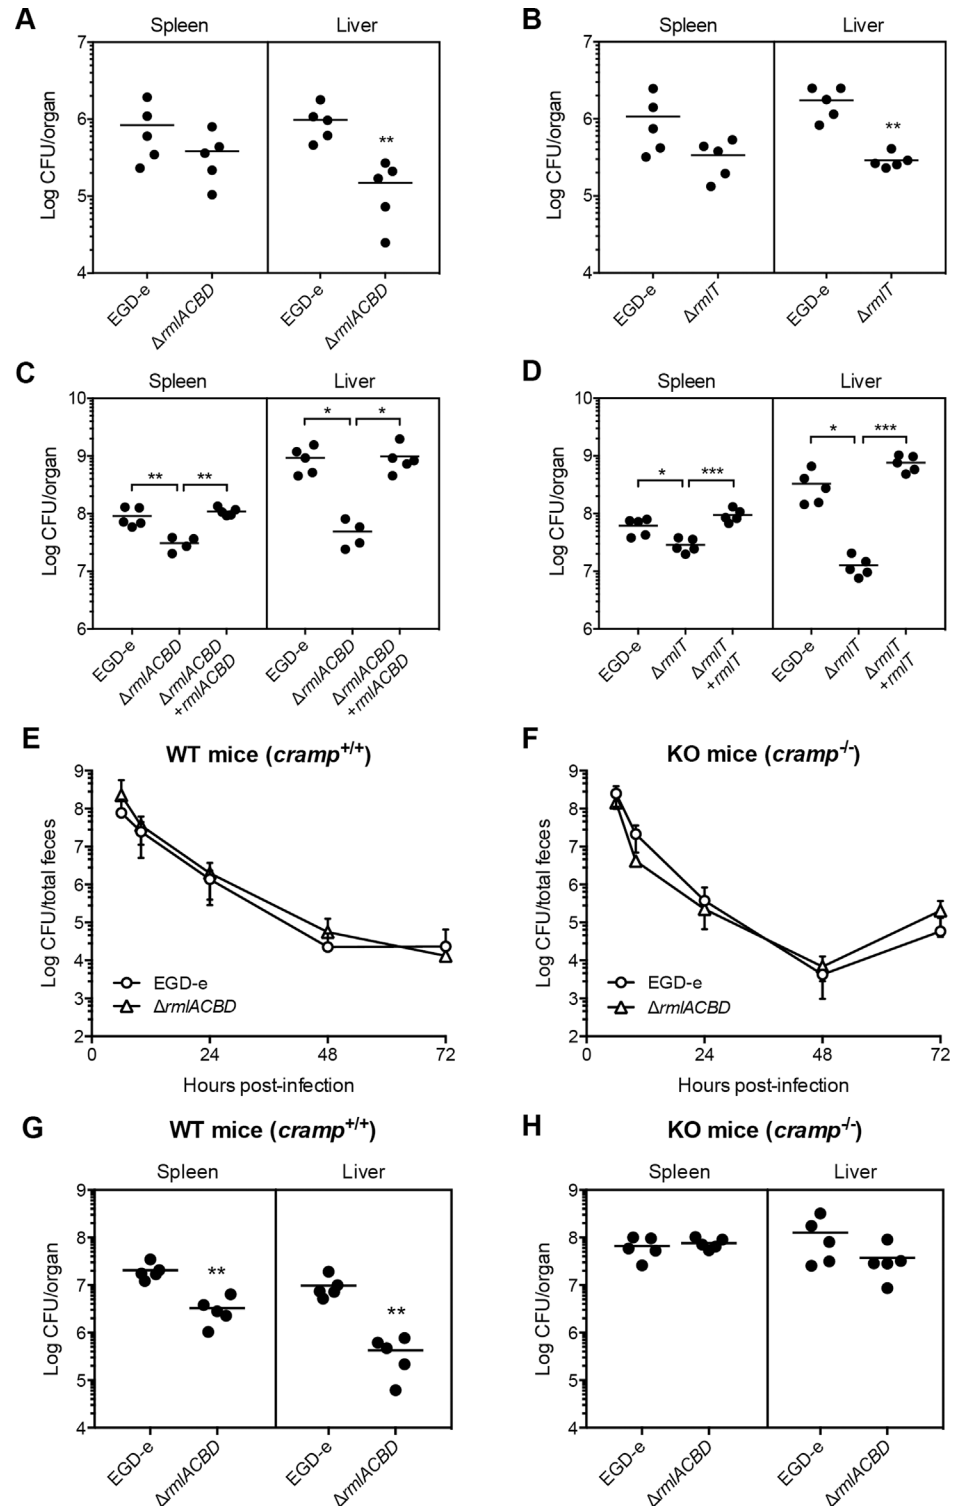 A
Spleen Liver
Log CFU/organ
7
6
5
4
**
EGD-e
ΔrmlACBD
EGD-e
ΔrmlACBD
B
Spleen Liver
Log CFU/organ
7
6
5
4
**
EGD-e
ΔrmlT
EGD-e
ΔrmlT
C
Spleen Liver
Log CFU/organ
10
9
8
7
6
** **
* *
EGD-e
ΔrmlACBD
ΔrmlACBD
+rmlACBD
EGD-e
ΔrmlACBD
ΔrmlACBD
+rmlACBD
D
Spleen Liver
Log CFU/organ
10
9
8
7
6
* ***
* ***
EGD-e
ΔrmlT
ΔrmlT
+rmlT
EGD-e
ΔrmlT
ΔrmlT
+rmlT
E
WT mice (cramp+/+)
Log CFU/total feces
9
8
7
6
5
4
3
2
EGD-e
ΔrmlACBD
0 24 48 72
Hours post-infection
F
KO mice (cramp-/-)
Log CFU/total feces
9
8
7
6
5
4
3
2
EGD-e
ΔrmlACBD
0 24 48 72
Hours post-infection
G
WT mice (cramp+/+)
Spleen Liver
Log CFU/organ
9
8
7
6
5
4
**
**
EGD-e
ΔrmlACBD
EGD-e
ΔrmlACBD
H
KO mice (cramp-/-)
Spleen Liver
Log CFU/organ
9
8
7
6
5
4
EGD-e
ΔrmlACBD
EGD-e
ΔrmlACBD